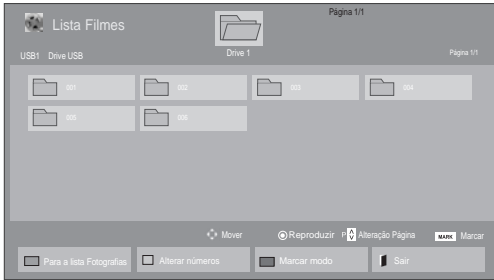 Página 1/1
Lista Filmes
USB1 Drive USB
Drive 1
Página 1/1
001 002 003 004
005 006
Mover Reproduzir P Alteração Página MARK Marcar
Para a lista Fotografias Alterar números Marcar modo Sair